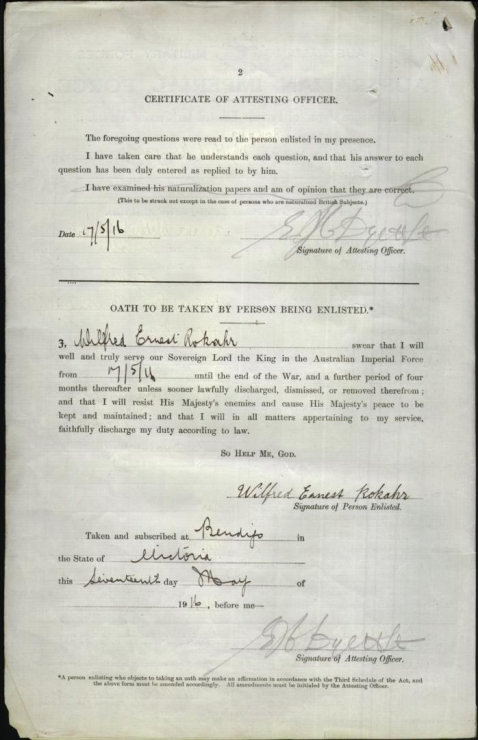 2
CERTIFICATE OF ATTESTING OFFICER.
The foregoing questions were read to the person enlisted in my presence.
I have taken care that he understands each question, and that his answer to each
question has been duly entered as replied to by him.
I have examined his naturalization papers and am of opinion that they are correct.
(This to be struck out except in the case of persons who are naturalized British Subjects.)
Date 17/5/16
Signature of Attesting Officer.
OATH TO BE TAKEN BY PERSON BEING ENLISTED.*
I, Wilfred Ernest Rokahr swear that I will
well and truly serve our Sovereign Lord the King in the Australian Imperial Force
from 17/5/16 until the end of the War, and a further period of four
months thereafter unless sooner lawfully discharged, dismissed, or removed therefrom;
and that I will resist His Majesty's enemies and cause His Majesty's peace to be
kept and maintained; and that I will in all matters appertaining to my service,
faithfully discharge my duty according to law.
SO HELP ME, GOD.
Wilfred Ernest Rokahr
Signature of Person Enlisted.
Taken and subscribed at Bendigo in
the State of Victoria
this Seventeenth day May of
1916, before me—
Signature of Attesting Officer.
*A person enlisting who objects to taking an oath may make an affirmation in accordance with the Third Schedule of the Act, and
the above form must be amended accordingly. All amendments must be initialed by the Attesting Officer.